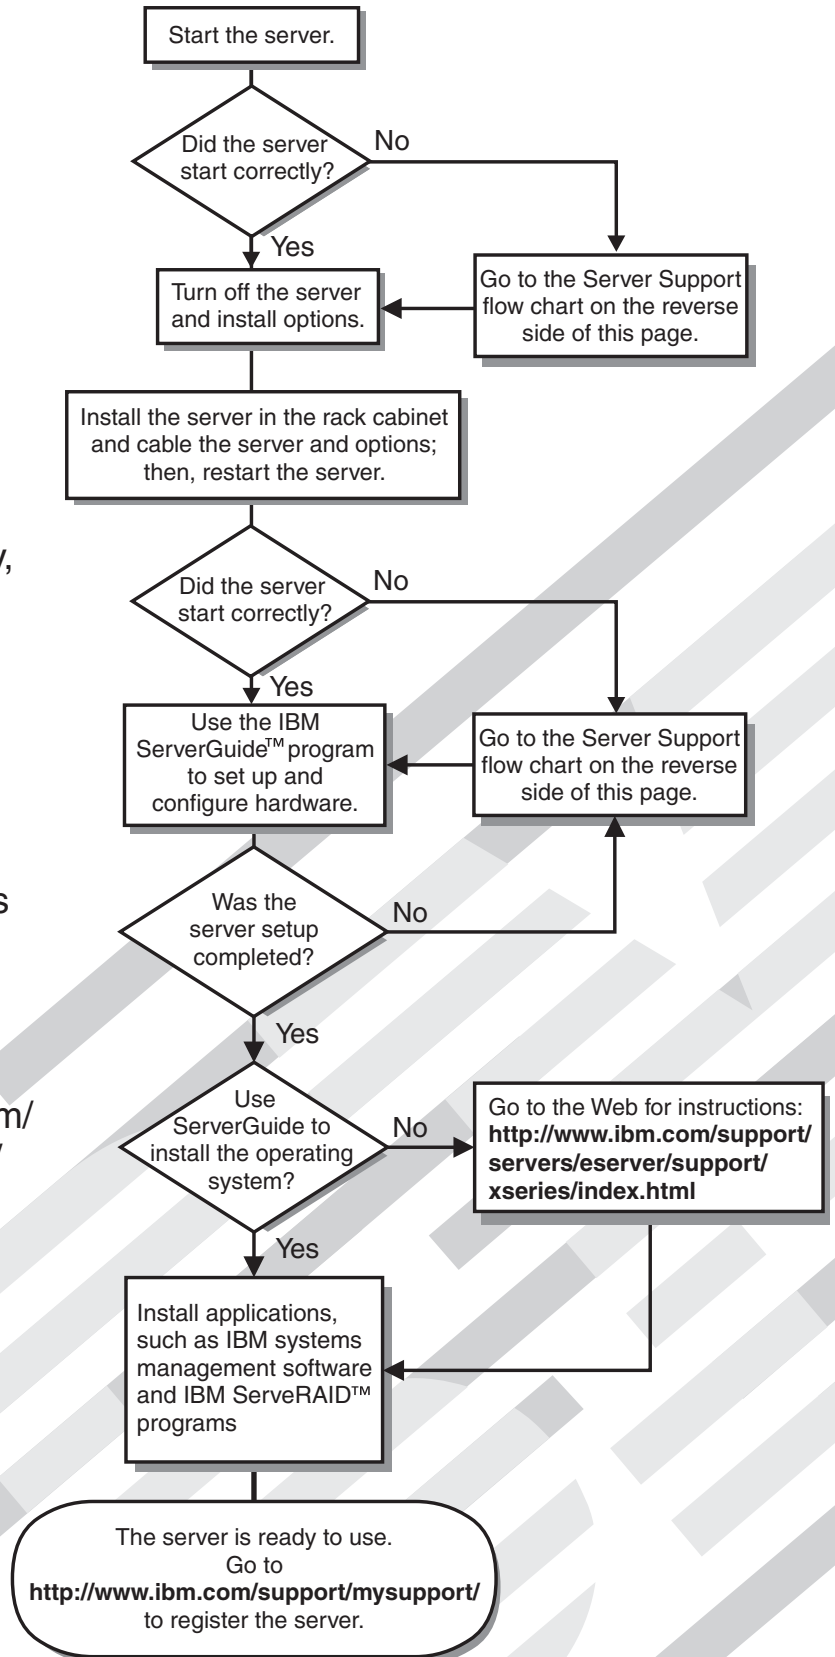 Start the server.
Did the server
start correctly?
No
Yes
Turn off the server
and install options.
Go to the Server Support
flow chart on the reverse
side of this page.
Install the server in the rack cabinet
and cable the server and options;
then, restart the server.
Did the server
start correctly?
No
Yes
Use the IBM
ServerGuide™ program
to set up and
configure hardware.
Go to the Server Support
flow chart on the reverse
side of this page.
Was the
server setup
completed?
No
Yes
Use
ServerGuide to
install the operating
system?
No
Go to the Web for instructions:
http://www.ibm.com/support/
servers/eserver/support/
xseries/index.html
Yes
Install applications,
such as IBM systems
management software
and IBM ServeRAID™
programs
The server is ready to use.
Go to
http://www.ibm.com/support/mysupport/
to register the server.